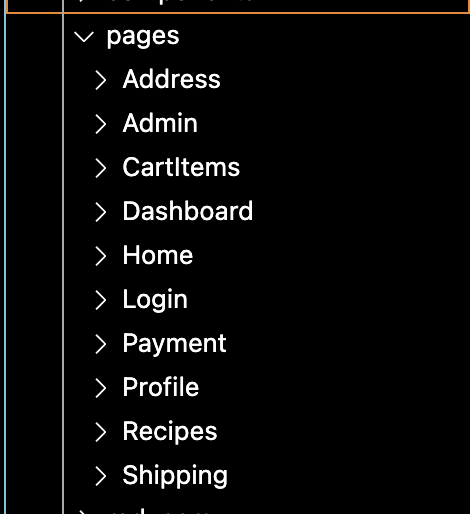 pages
Address
Admin
CartItems
Dashboard
Home
Login
Payment
Profile
Recipes
Shipping